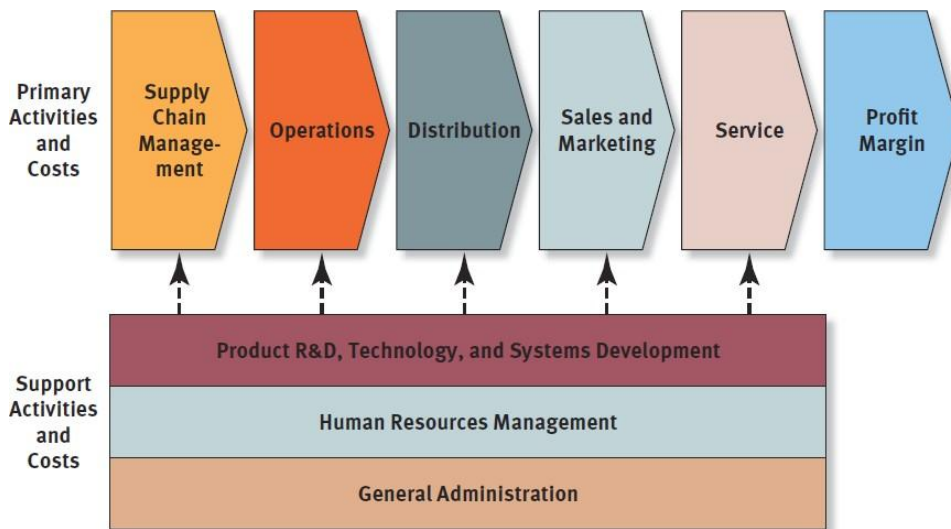 Primary
Activities
and
Costs
Supply
Chain
Manage-
ment
Operations
Distribution
Sales and
Marketing
Service
Profit
Margin
Support
Activities
and
Costs
Product R&D, Technology, and Systems Development
Human Resources Management
General Administration